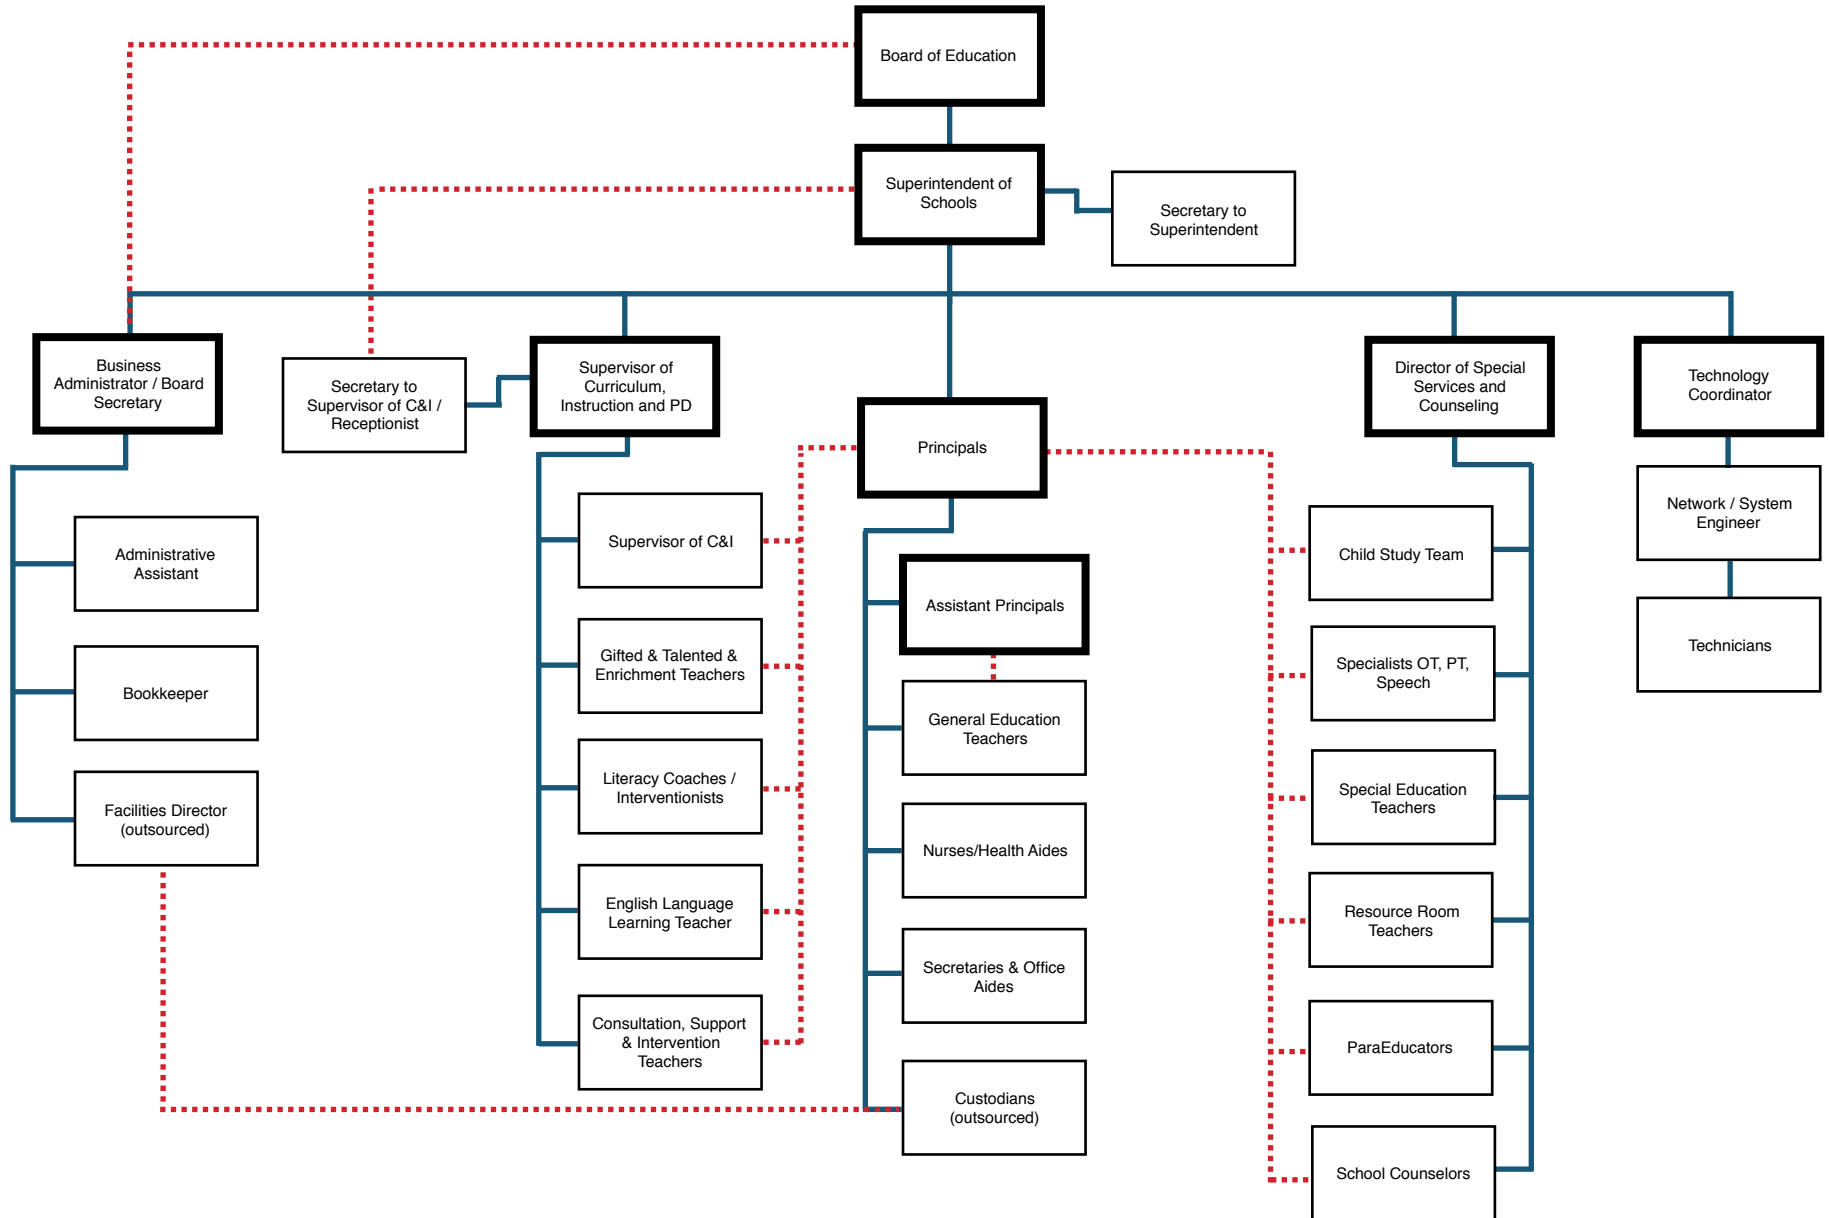 Board of Education
Superintendent of
Schools
Secretary to
Superintendent
Business
Administrator / Board
Secretary
Secretary to
Supervisor of C&I /
Receptionist
Supervisor of
Curriculum,
Instruction and PD
Principals
Director of Special
Services and
Counseling
Technology
Coordinator
Administrative
Assistant
Bookkeeper
Facilities Director
(outsourced)
Supervisor of C&I
Gifted & Talented &
Enrichment Teachers
Literacy Coaches /
Interventionists
English Language
Learning Teacher
Consultation, Support
& Intervention
Teachers
Assistant Principals
General Education
Teachers
Nurses/Health Aides
Secretaries & Office
Aides
Custodians
(outsourced)
Child Study Team
Specialists OT, PT,
Speech
Special Education
Teachers
Resource Room
Teachers
ParaEducators
School Counselors
Network / System
Engineer
Technicians